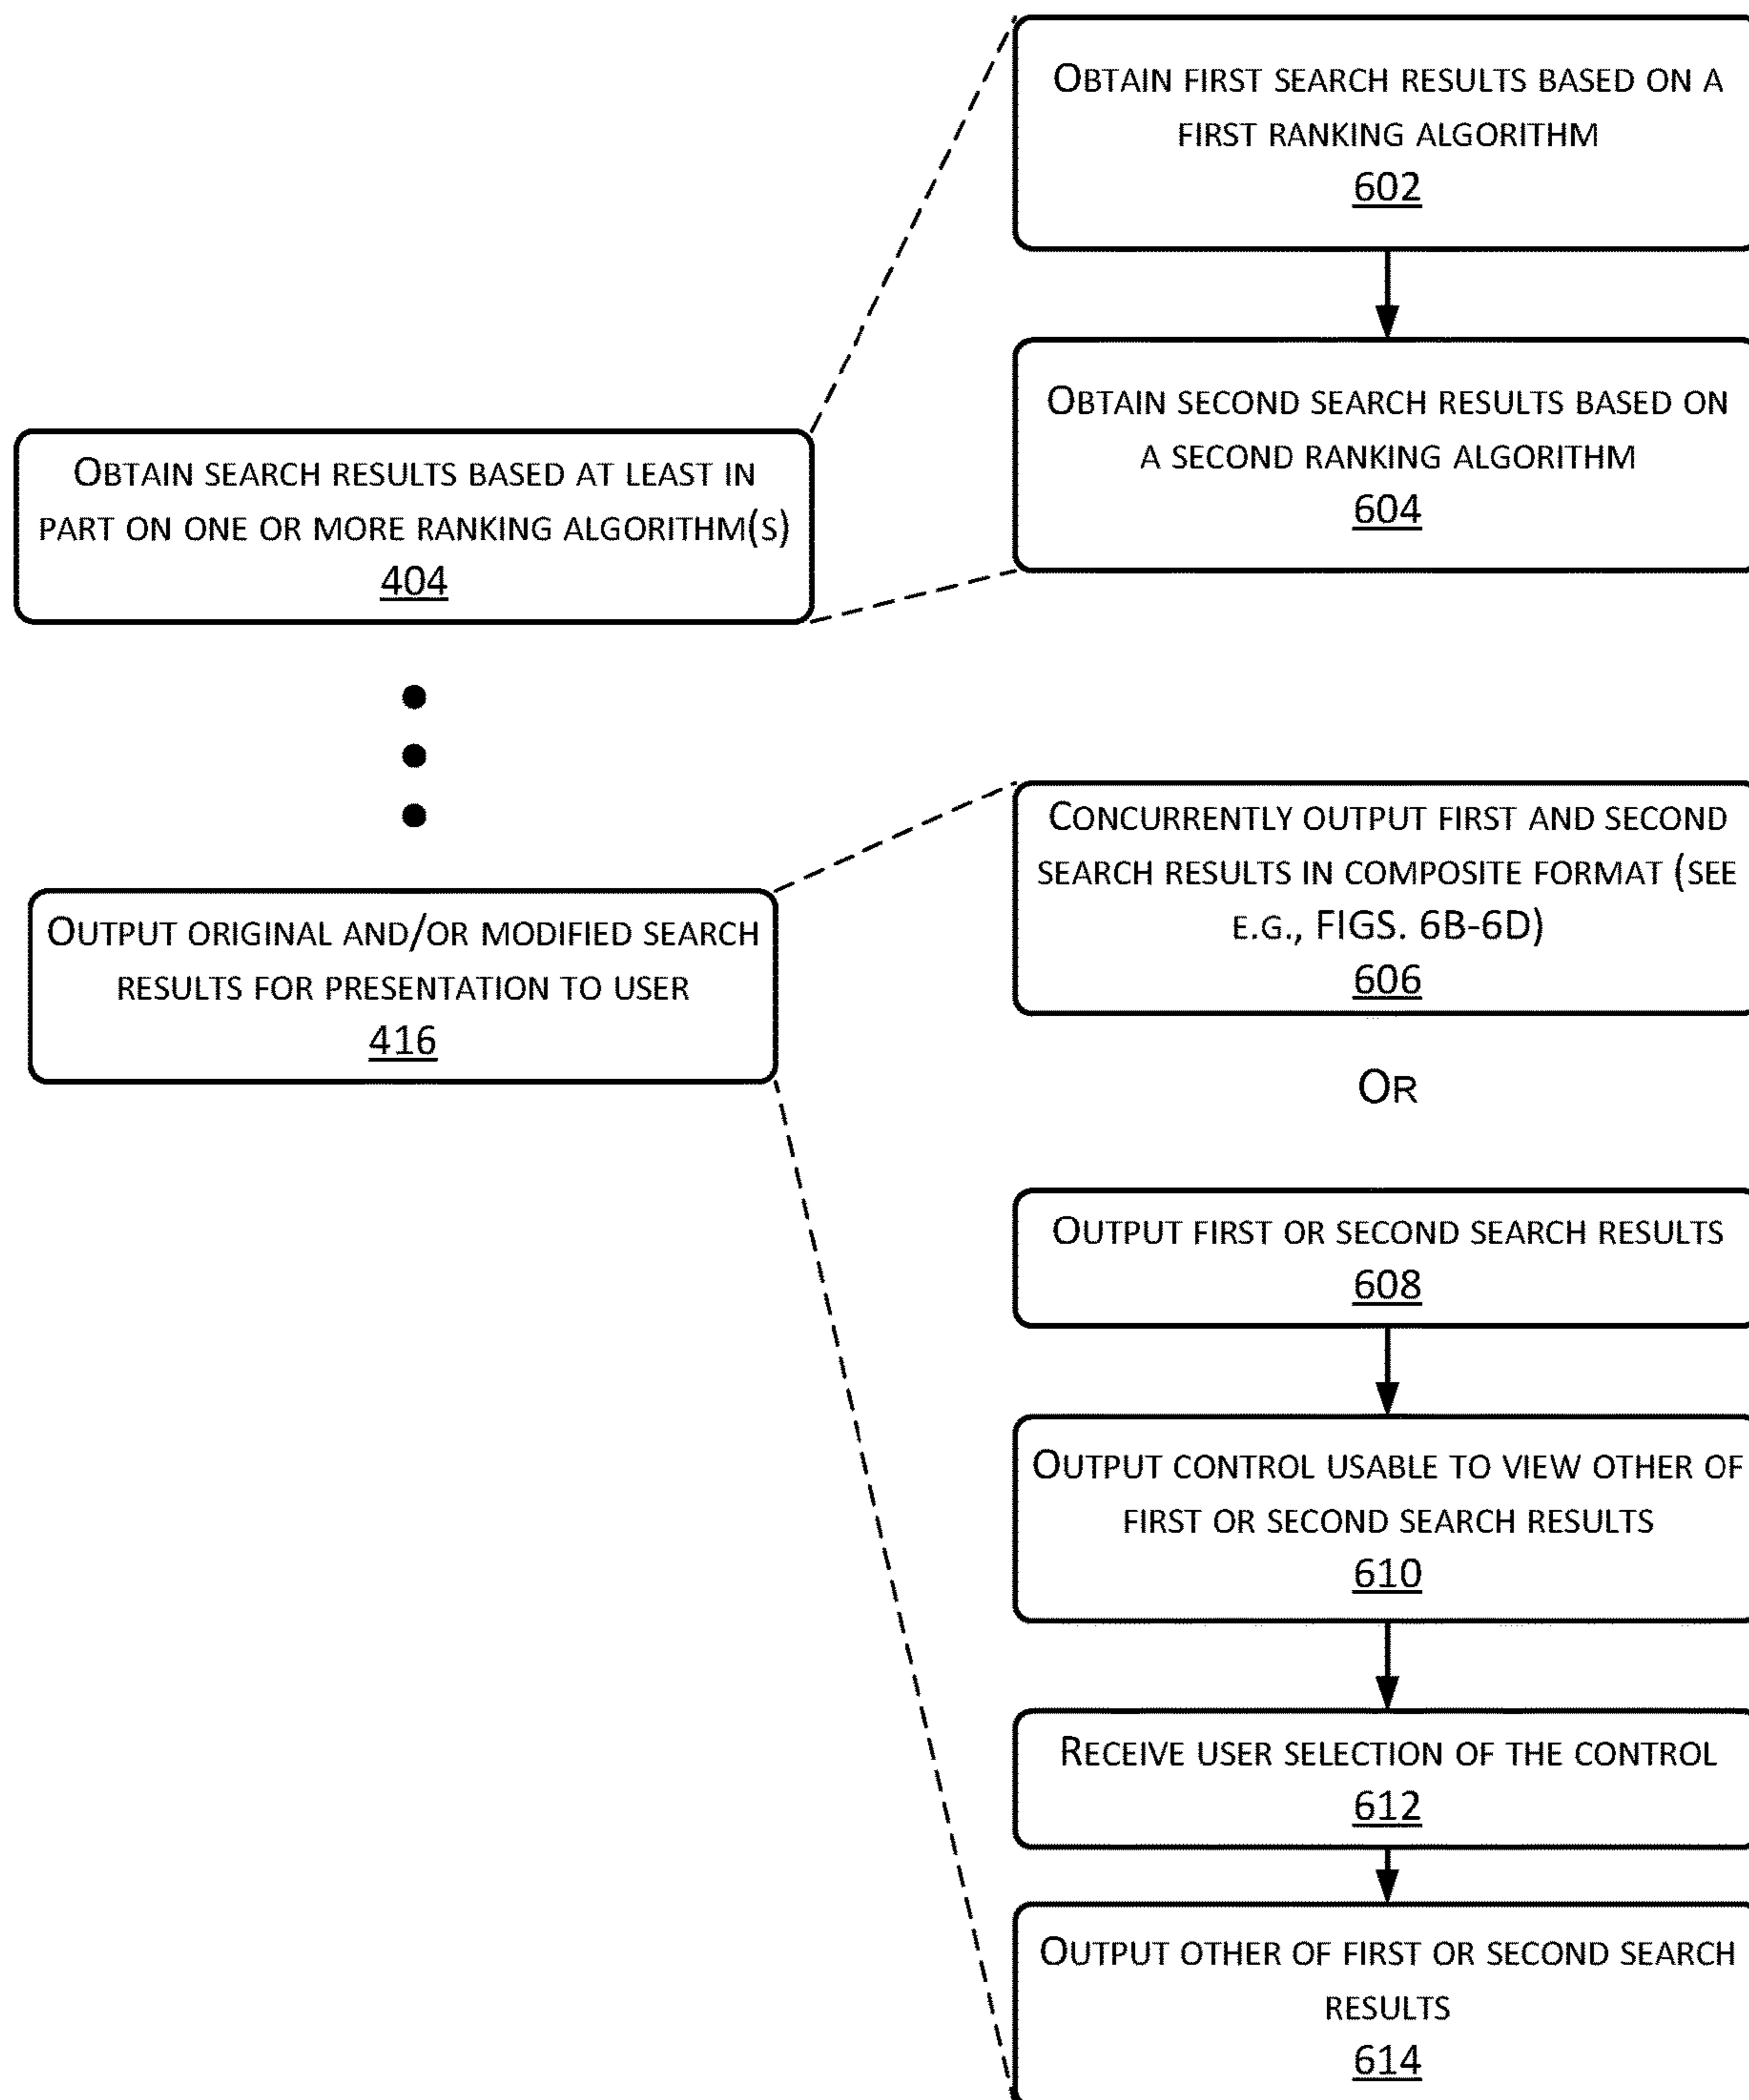 OBTAIN FIRST SEARCH RESULTS BASED ON A
FIRST RANKING ALGORITHM
602
OBTAIN SECOND SEARCH RESULTS BASED ON
A SECOND RANKING ALGORITHM
604
OBTAIN SEARCH RESULTS BASED AT LEAST IN
PART ON ONE OR MORE RANKING ALGORITHM(S)
404
CONCURRENTLY OUTPUT FIRST AND SECOND
SEARCH RESULTS IN COMPOSITE FORMAT (SEE
E.G., FIGS. 6B-6D)
606
OUTPUT ORIGINAL AND/OR MODIFIED SEARCH
RESULTS FOR PRESENTATION TO USER
416
OR
OUTPUT FIRST OR SECOND SEARCH RESULTS
608
OUTPUT CONTROL USABLE TO VIEW OTHER OF
FIRST OR SECOND SEARCH RESULTS
610
RECEIVE USER SELECTION OF THE CONTROL
612
OUTPUT OTHER OF FIRST OR SECOND SEARCH
RESULTS
614